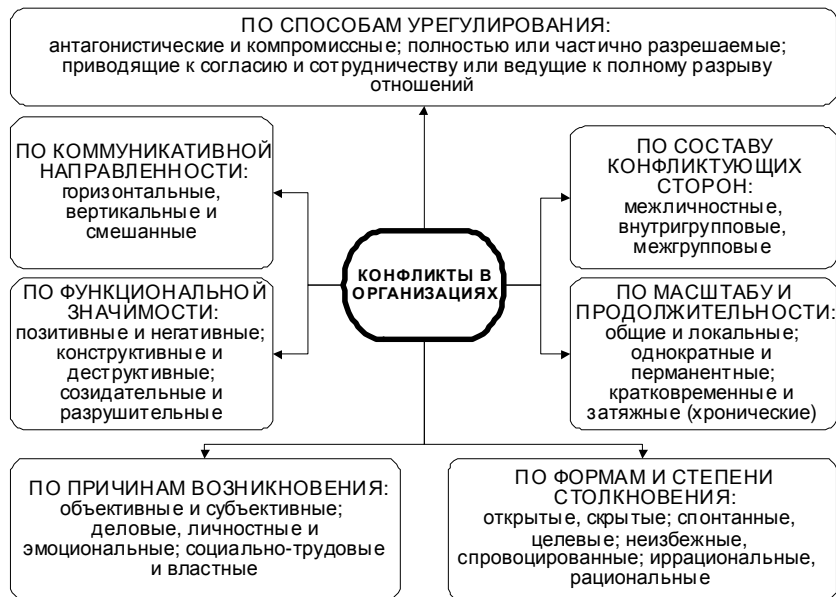 ПО СПОСОБАМ УРЕГУЛИРОВАНИЯ:
антагонистические и компромиссные; полностью или частично разрешаемые;
приводящие к согласию и сотрудничеству или ведущие к полному разрыву
отношений
ПО КОММУНИКАТИВНОЙ
НАПРАВЛЕННОСТИ:
горизонтальные,
вертикальные и
смешанные
ПО СОСТАВУ
КОНФЛИКТУЮЩИХ
СТОРОН:
межличностные,
внутригрупповые,
межгрупповые
КОНФЛИКТЫ В
ОРГАНИЗАЦИЯХ
ПО ФУНКЦИОНАЛЬНОЙ
ЗНАЧИМОСТИ:
позитивные и негативные;
конструктивные и
деструктивные;
созидательные и
разрушительные
ПО МАСШТАБУ И
ПРОДОЛЖИТЕЛЬНОСТИ:
общие и локальные;
однократные и
перманентные;
кратковременные и
затяжные (хронические)
ПО ПРИЧИНАМ ВОЗНИКНОВЕНИЯ:
объективные и субъективные;
деловые, личностные и
эмоциональные; социально-трудовые
и властные
ПО ФОРМАМ И СТЕПЕНИ
СТОЛКНОВЕНИЯ:
открытые, скрытые; спонтанные,
целевые; неизбежные,
спровоцированные; иррациональные,
рациональные